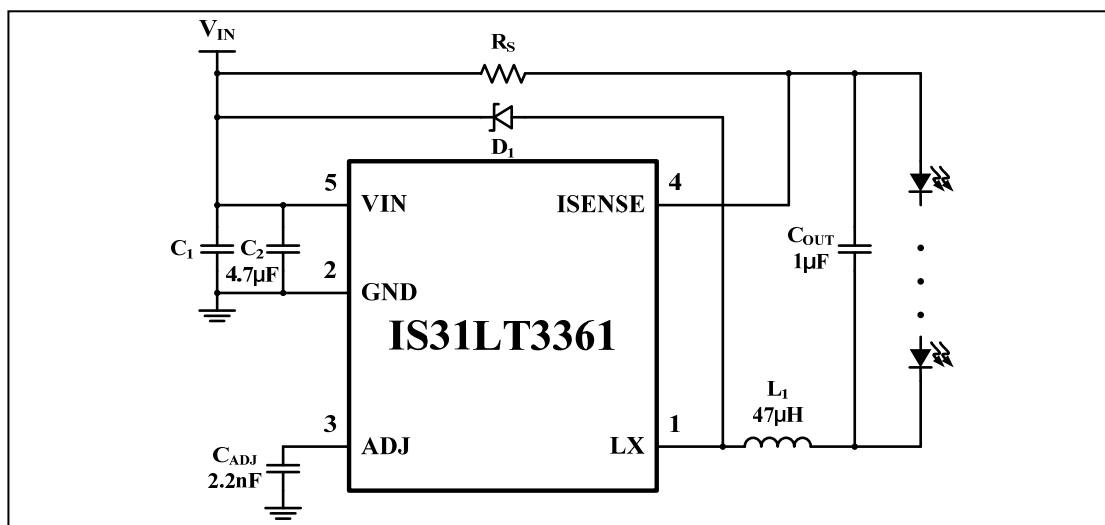 VIN
RS
D1
5
VIN
ISENSE
4
C1
C2
4.7µF
2
GND
COUT
1µF
IS31LT3361
L1
47µH
3
ADJ
LX
1
CADJ
2.2nF